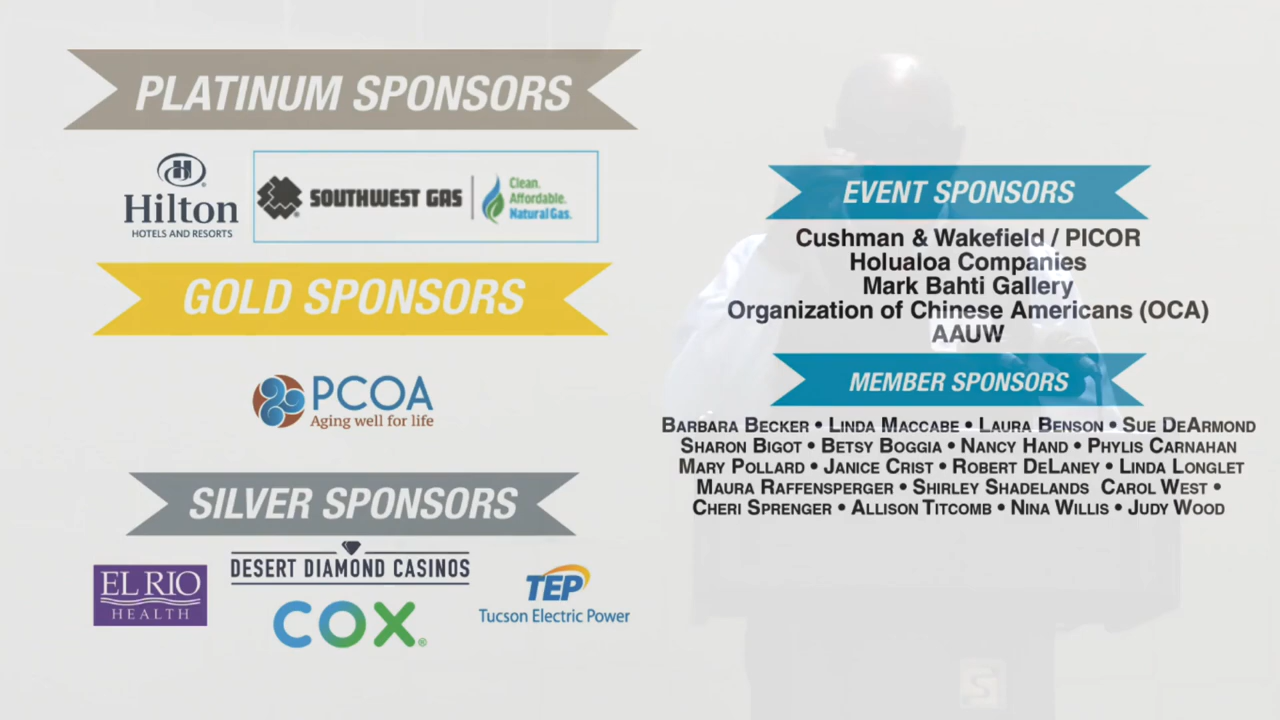 PLATINUM SPONSORS
Hilton
HOTELS AND RESORTS
SOUTHWEST GAS
Clean.
Affordable.
Natural Gas.
GOLD SPONSORS
PCOA
Aging well for life
SILVER SPONSORS
EL RIO
HEALTH
DESERT DIAMOND CASINOS
COX
TEP
Tucson Electric Power
EVENT SPONSORS
Cushman & Wakefield / PICOR
Holualoa Companies
Mark Bahti Gallery
Organization of Chinese Americans (OCA)
AAUW
MEMBER SPONSORS
BARBARA BECKER • LINDA MACCABE • LAURA BENSON • SUE DEARMOND
SHARON BIGOT • BETSY BOGGIA • NANCY HAND • PHYLIS CARNAHAN
MARY POLLARD • JANICE CRIST • ROBERT DELANEY • LINDA LONGLET
MAURA RAFFENSPERGER • SHIRLEY SHADELANDS CAROL WEST •
CHERI SPRENGER • ALLISON TITCOMB • NINA WILLIS • JUDY WOOD